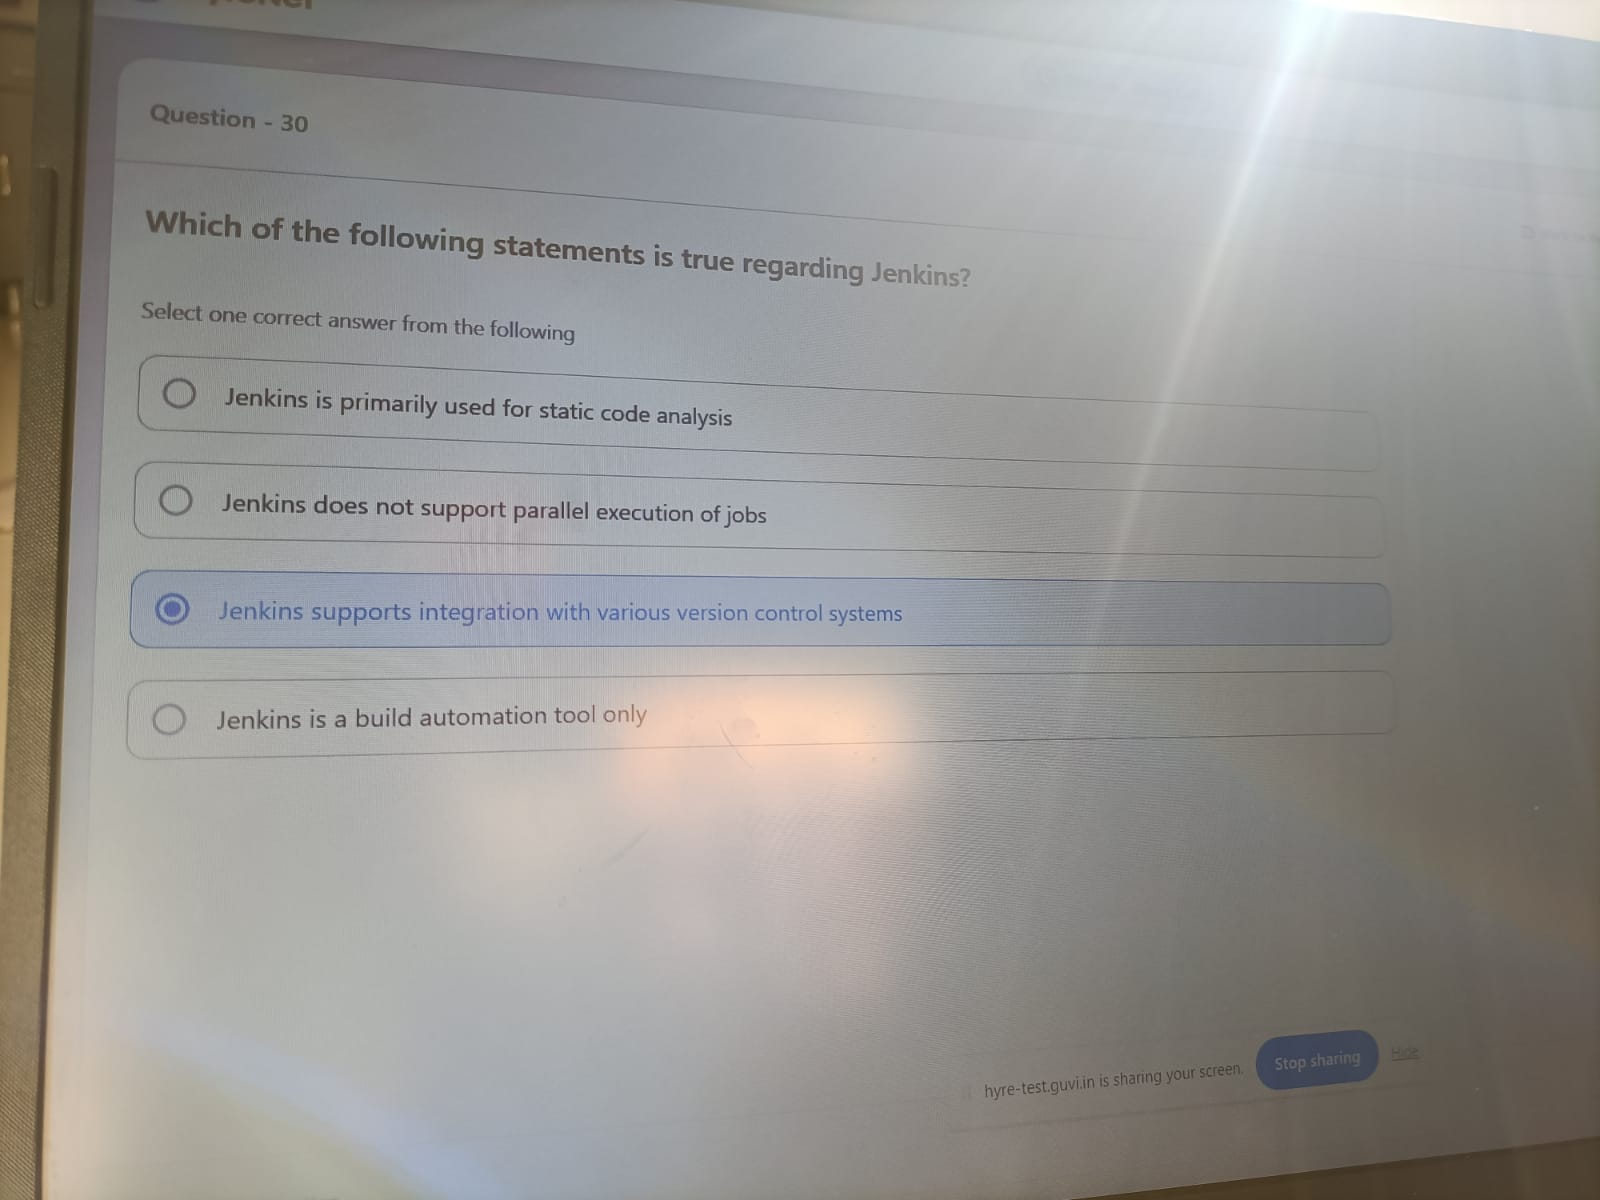 Question - 30
Which of the following statements is true regarding Jenkins?
Select one correct answer from the following
Jenkins is primarily used for static code analysis
Jenkins does not support parallel execution of jobs
Jenkins supports integration with various version control systems
Jenkins is a build automation tool only
hyre-test.guvi.in is sharing your screen.
Stop sharing
Hide